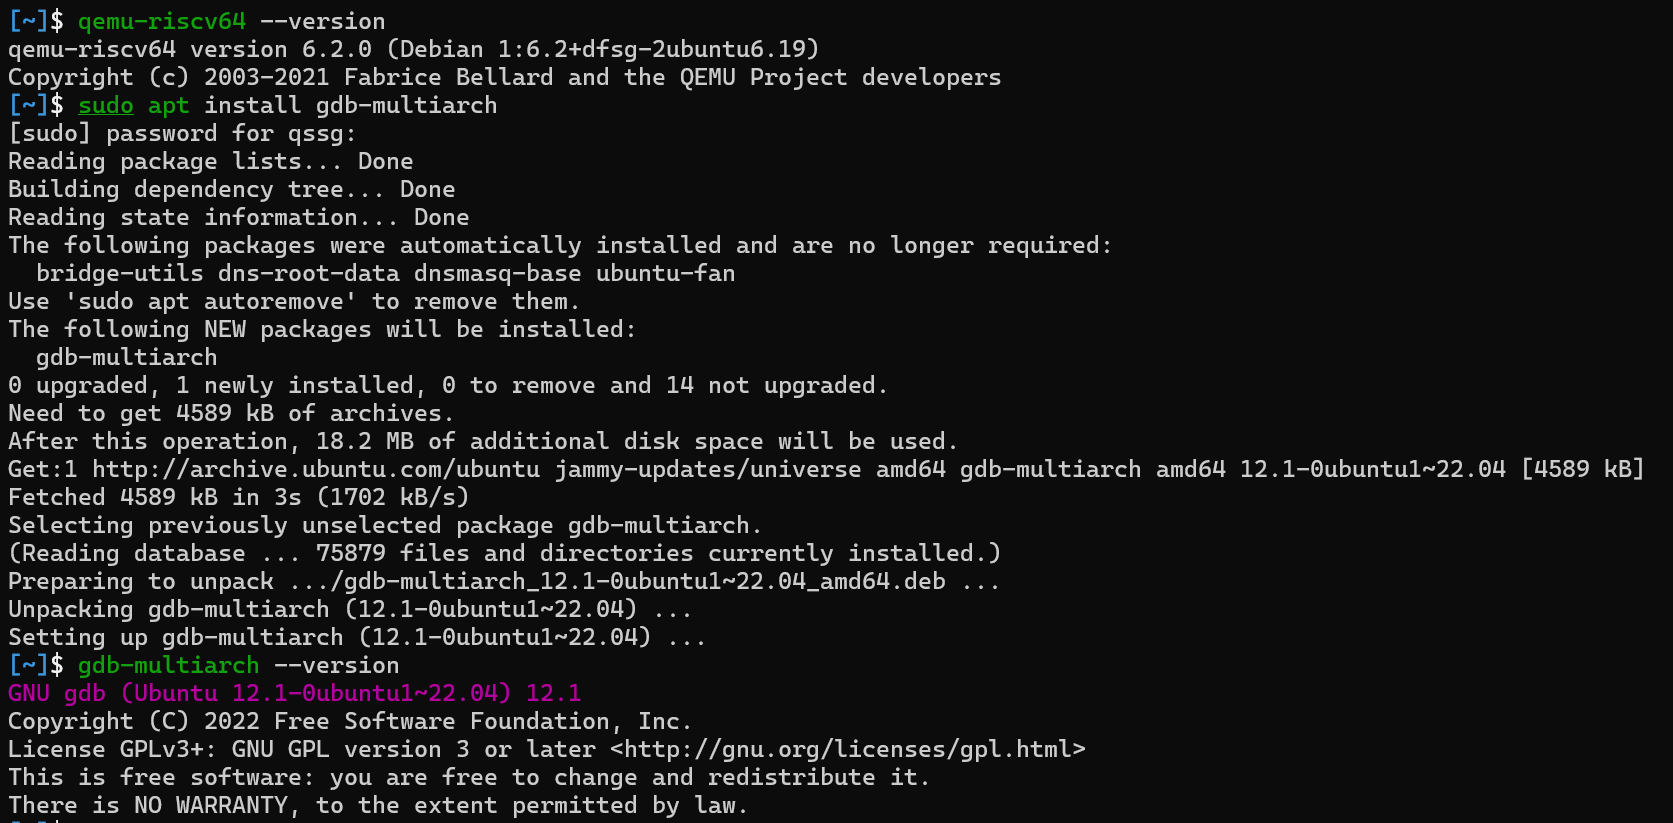 [~]$ qemu-riscv64 --version
qemu-riscv64 version 6.2.0 (Debian 1:6.2+dfsg-2ubuntu6.19)
Copyright (c) 2003-2021 Fabrice Bellard and the QEMU Project developers
[~]$ sudo apt install gdb-multiarch
[sudo] password for qssg:
Reading package lists... Done
Building dependency tree... Done
Reading state information... Done
The following packages were automatically installed and are no longer required:
  bridge-utils dns-root-data dnsmasq-base ubuntu-fan
Use 'sudo apt autoremove' to remove them.
The following NEW packages will be installed:
  gdb-multiarch
0 upgraded, 1 newly installed, 0 to remove and 14 not upgraded.
Need to get 4589 kB of archives.
After this operation, 18.2 MB of additional disk space will be used.
Get:1 http://archive.ubuntu.com/ubuntu jammy-updates/universe amd64 gdb-multiarch amd64 12.1-0ubuntu1~22.04 [4589 kB]
Fetched 4589 kB in 3s (1702 kB/s)
Selecting previously unselected package gdb-multiarch.
(Reading database ... 75879 files and directories currently installed.)
Preparing to unpack .../gdb-multiarch_12.1-0ubuntu1~22.04_amd64.deb ...
Unpacking gdb-multiarch (12.1-0ubuntu1~22.04) ...
Setting up gdb-multiarch (12.1-0ubuntu1~22.04) ...
[~]$ gdb-multiarch --version
GNU gdb (Ubuntu 12.1-0ubuntu1~22.04) 12.1
Copyright (C) 2022 Free Software Foundation, Inc.
License GPLv3+: GNU GPL version 3 or later <http://gnu.org/licenses/gpl.html>
This is free software: you are free to change and redistribute it.
There is NO WARRANTY, to the extent permitted by law.